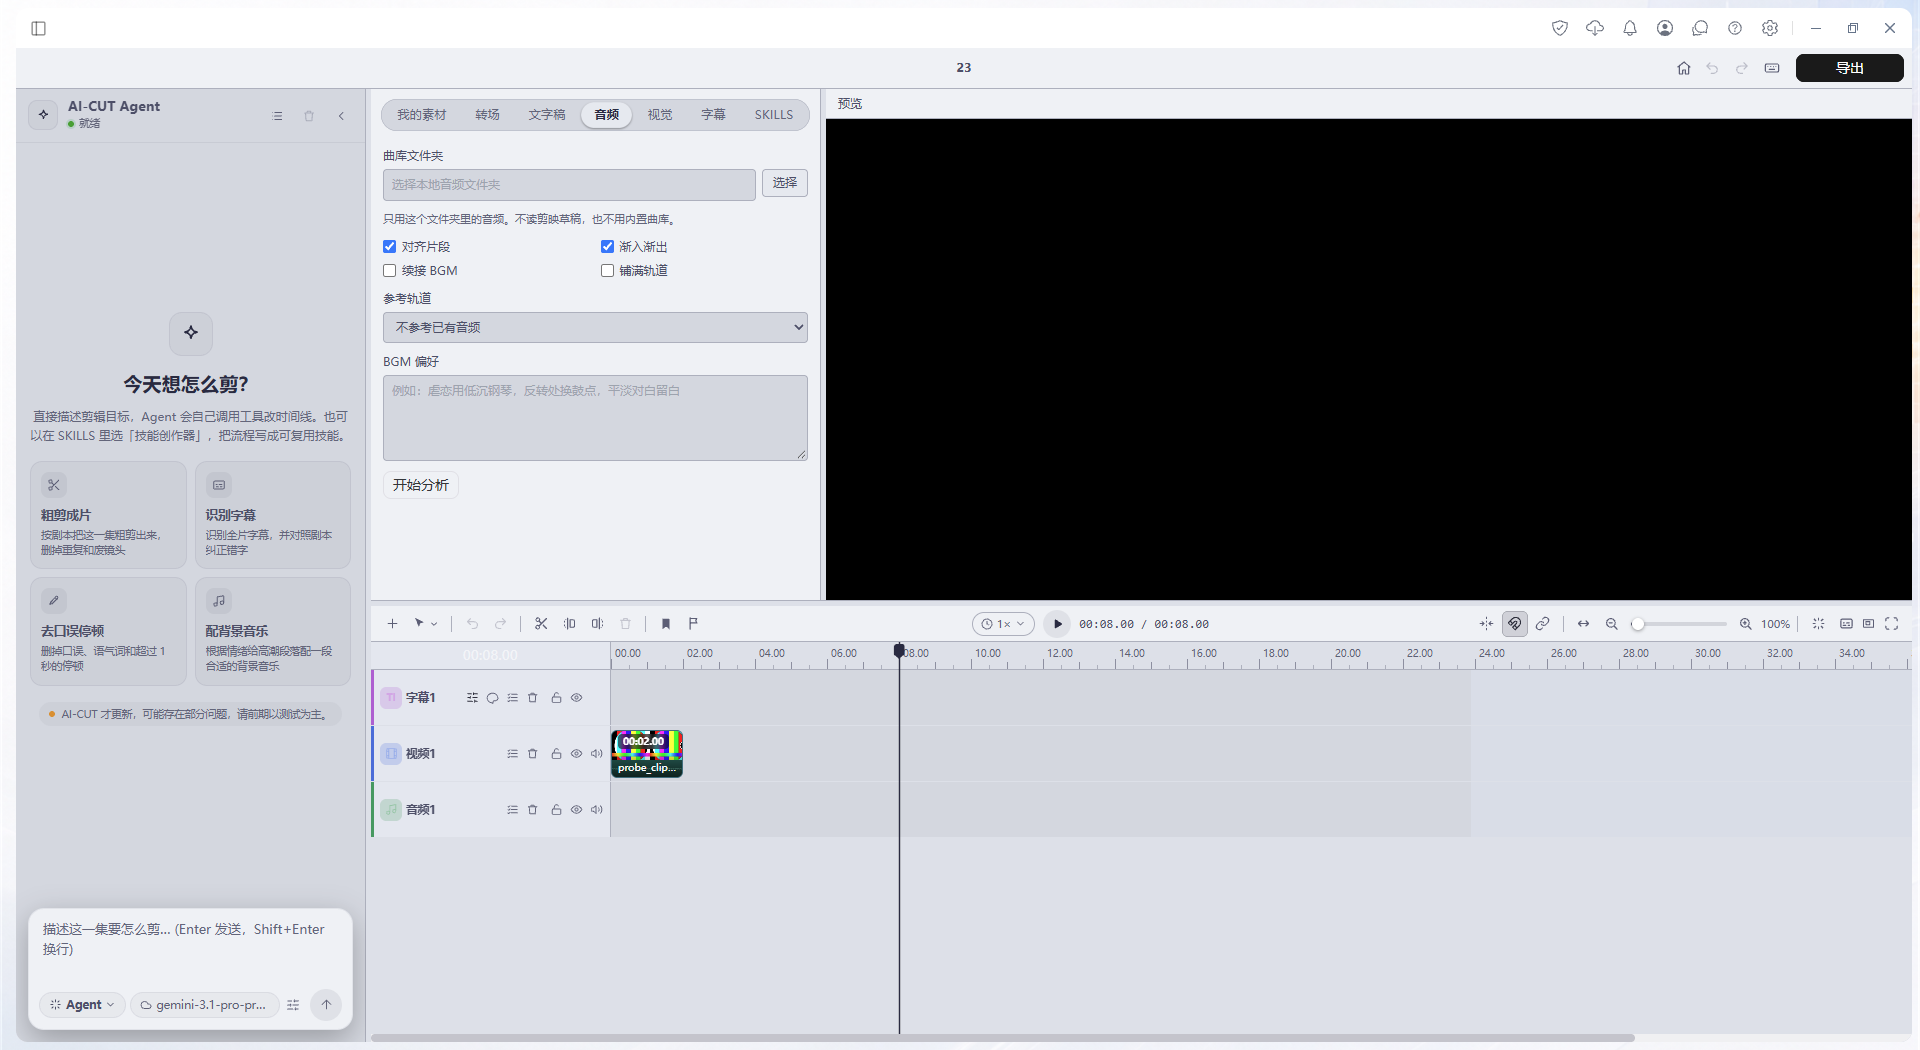 23
导出
AI-CUT Agent
就绪
今天想怎么剪？
直接描述剪辑目标，Agent 会自己调用工具改时间线。也可
以在 SKILLS 里选「技能创作器」，把流程写成可复用技能。
粗剪成片
按剧本把这一集粗剪出来，
删掉重复和废镜头
识别字幕
识别全片字幕，并对照剧本
纠正错字
去口误停顿
删掉口误、语气词和超过 1
秒的停顿
配背景音乐
根据情绪给高潮段落配一段
合适的背景音乐
AI-CUT 才更新，可能存在部分问题，请前期以测试为主。
描述这一集要怎么剪... (Enter 发送，Shift+Enter
换行)
Agent
gemini-3.1-pro-pr...
我的素材 转场 文字稿 音频 视觉 字幕 SKILLS
曲库文件夹
选择本地音频文件夹
选择
只用这个文件夹里的音频。不读剪映草稿，也不用内置曲库。
对齐片段 渐入渐出
续接 BGM 铺满轨道
参考轨道
不参考已有音频
BGM 偏好
例如：虐恋用低沉钢琴，反转处换鼓点，平淡对白留白
开始分析
预览
1×
00:08.00 / 00:08.00
100%
00:08.00
00.00 02.00 04.00 06.00 08.00 10.00 12.00 14.00 16.00 18.00 20.00 22.00 24.00 26.00 28.00 30.00 32.00 34.00
字幕1
视频1
00:02.00
probe_clip...
音频1